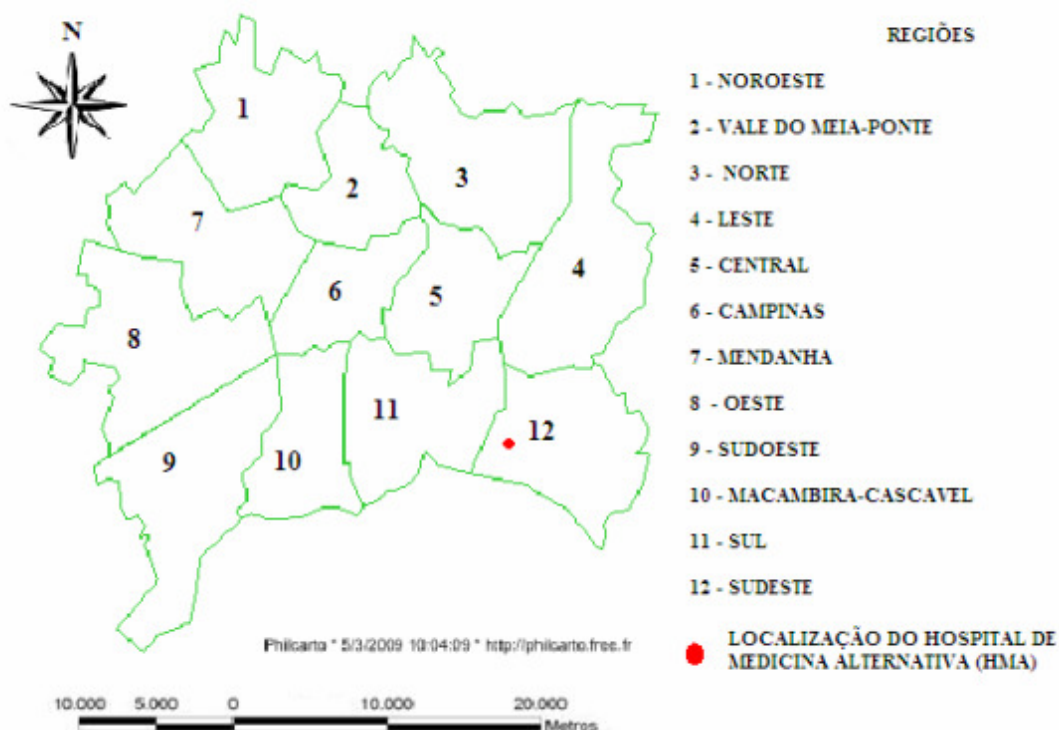 N
1
2
3
4
5
6
7
8
9
10
11
12
REGIÕES
1 - NOROESTE
2 - VALE DO MEIA-PONTE
3 - NORTE
4 - LESTE
5 - CENTRAL
6 - CAMPINAS
7 - MENDANHA
8 - OESTE
9 - SUDOESTE
10 - MACAMBIRA-CASCAVEL
11 - SUL
12 - SUDESTE
LOCALIZAÇÃO DO HOSPITAL DE
MEDICINA ALTERNATIVA (HMA)
Philcarto * 5/3/2009 10:04:09 * http://philcarto.free.fr
10.000 5.000 0 10.000 20.000
Metros